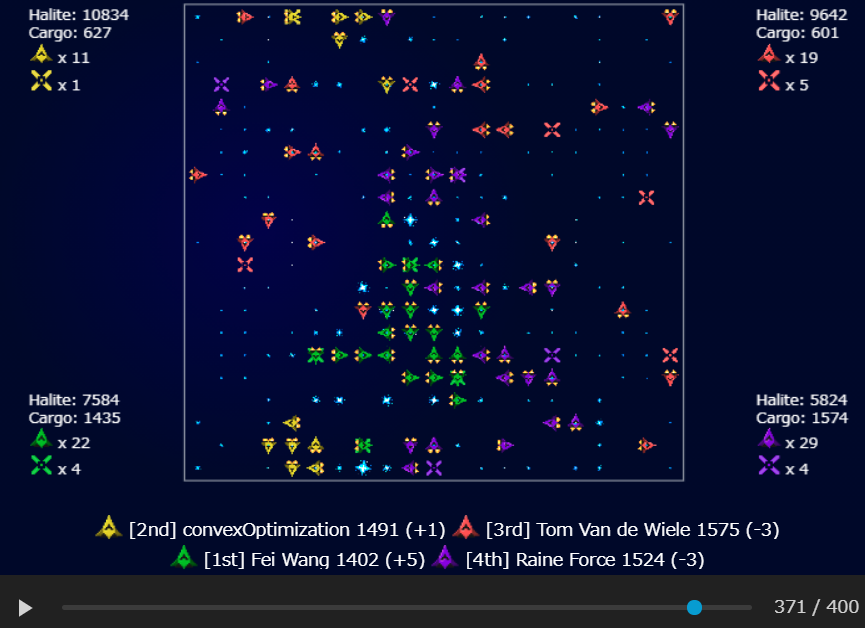 Halite: 10834
Cargo: 627
x 11
x 1
Halite: 9642
Cargo: 601
x 19
x 5
Halite: 7584
Cargo: 1435
x 22
x 4
Halite: 5824
Cargo: 1574
x 29
x 4
[2nd] convexOptimization 1491 (+1) [3rd] Tom Van de Wiele 1575 (-3)
[1st] Fei Wang 1402 (+5) [4th] Raine Force 1524 (-3)
371 / 400